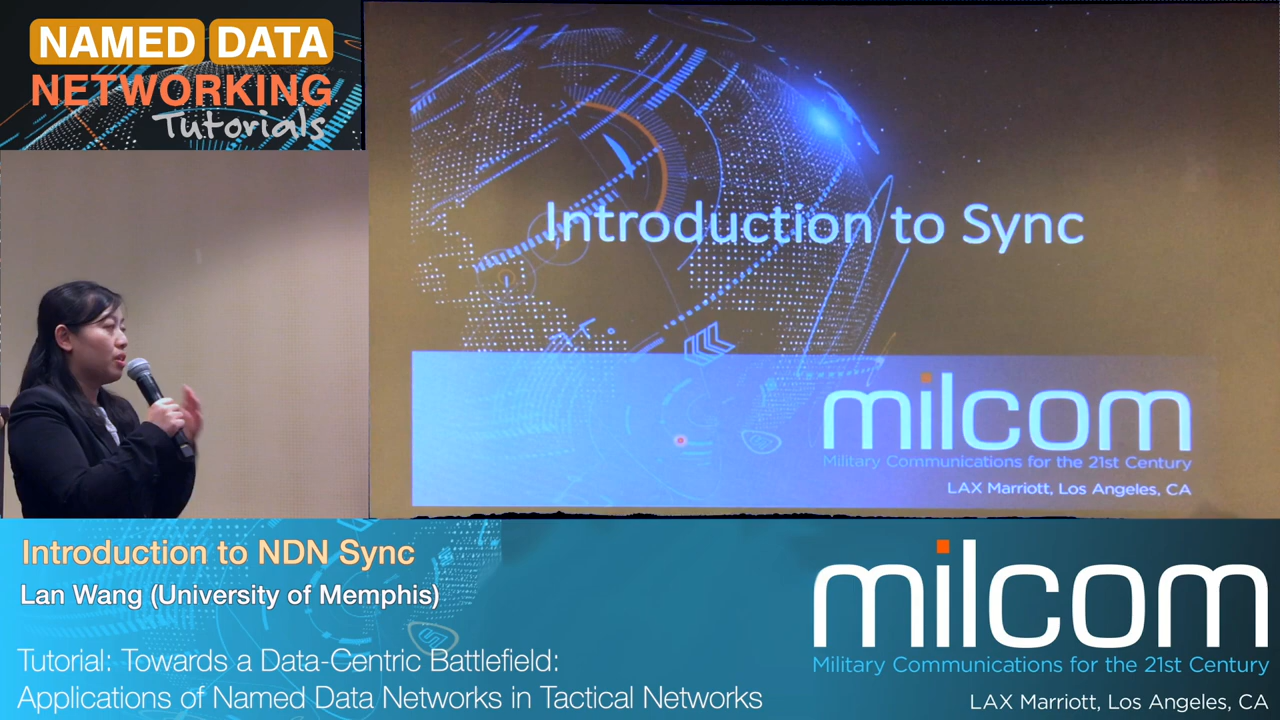 NAMED DATA
NETWORKING
Tutorials
Introduction to Sync
milcom
Military Communications for the 21st Century
LAX Marriott, Los Angeles, CA
Introduction to NDN Sync
Lan Wang (University of Memphis)
Tutorial: Towards a Data-Centric Battlefield:
Applications of Named Data Networks in Tactical Networks
milcom
Military Communications for the 21st Century
LAX Marriott, Los Angeles, CA